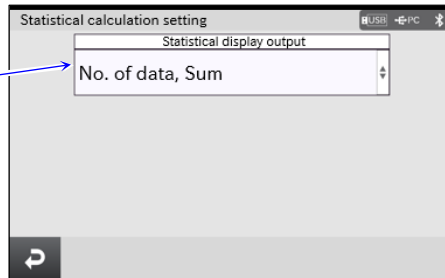 Statistical calculation setting
USB PC
Statistical display output
No. of data, Sum